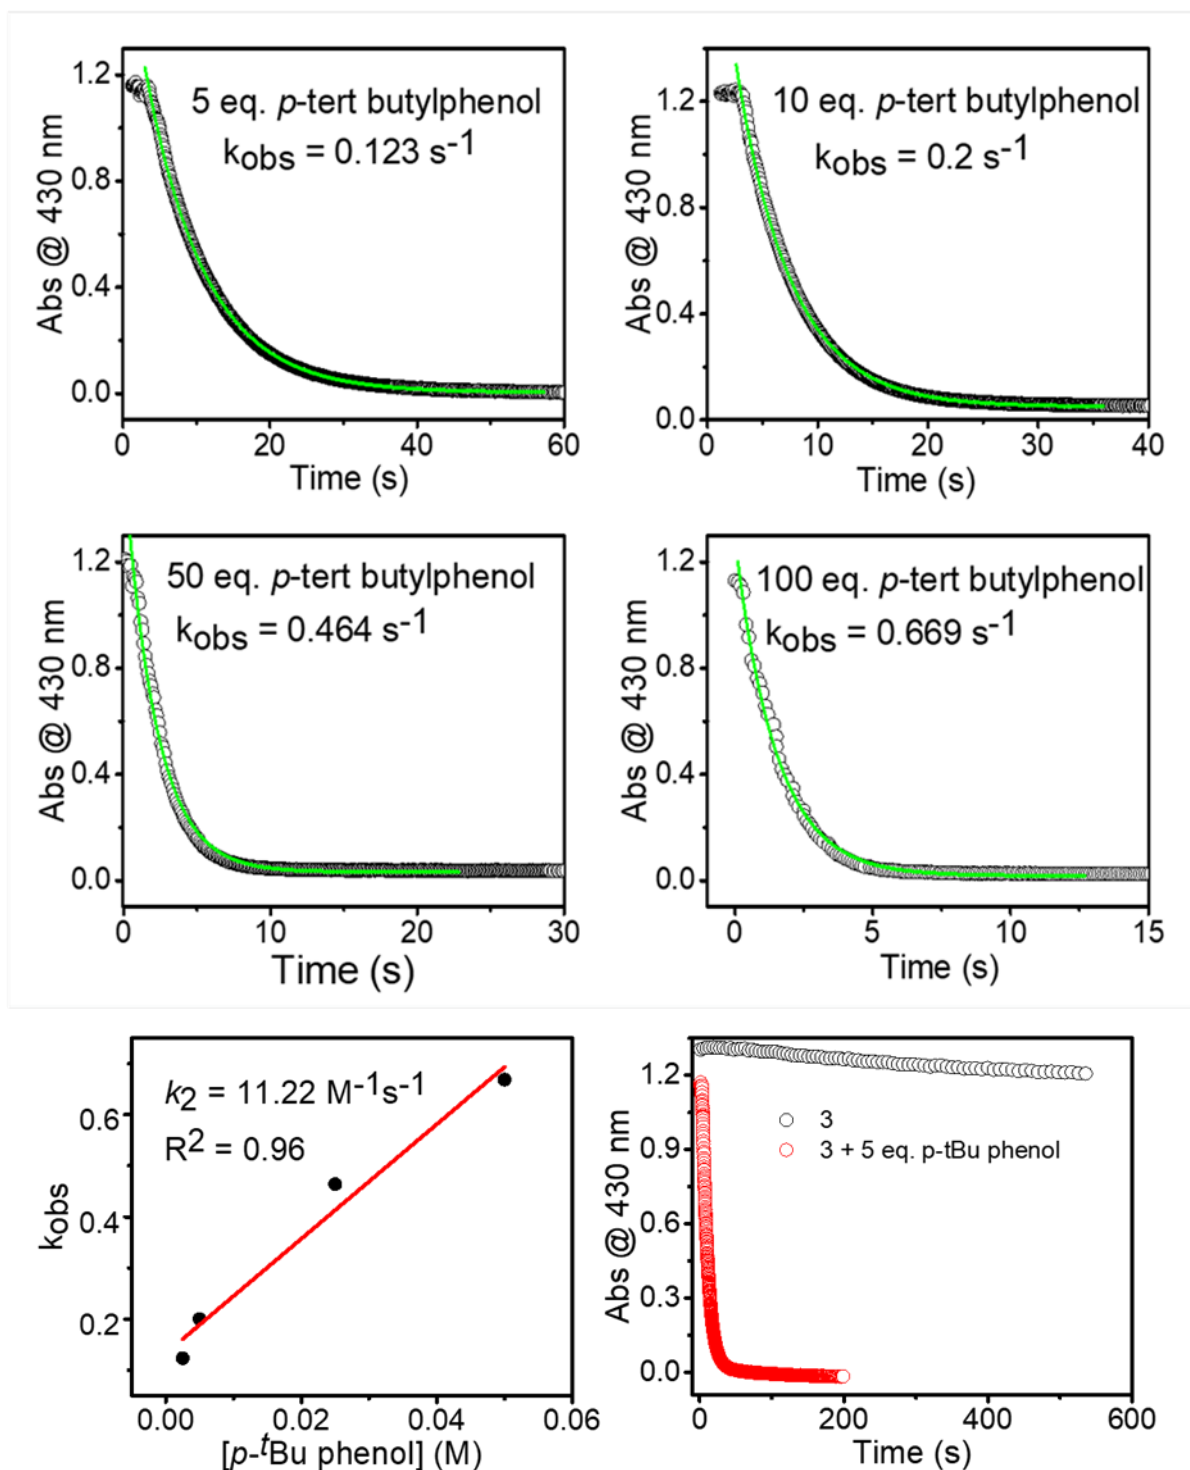 5 eq. p-tert butylphenol
kobs = 0.123 s-1
Abs @ 430 nm
1.2
0.8
0.4
0.0
0 20 40 60
Time (s)
10 eq. p-tert butylphenol
kobs = 0.2 s-1
Abs @ 430 nm
1.2
0.8
0.4
0.0
0 10 20 30 40
Time (s)
50 eq. p-tert butylphenol
kobs = 0.464 s-1
Abs @ 430 nm
1.2
0.8
0.4
0.0
0 10 20 30
Time (s)
100 eq. p-tert butylphenol
kobs = 0.669 s-1
Abs @ 430 nm
1.2
0.8
0.4
0.0
0 5 10 15
Time (s)
k2 = 11.22 M-1s-1
R2 = 0.96
kobs
0.6
0.4
0.2
0.00 0.02 0.04 0.06
[p-tBu phenol] (M)
3
3 + 5 eq. p-tBu phenol
Abs @ 430 nm
1.2
0.9
0.6
0.3
0.0
0 200 400 600
Time (s)